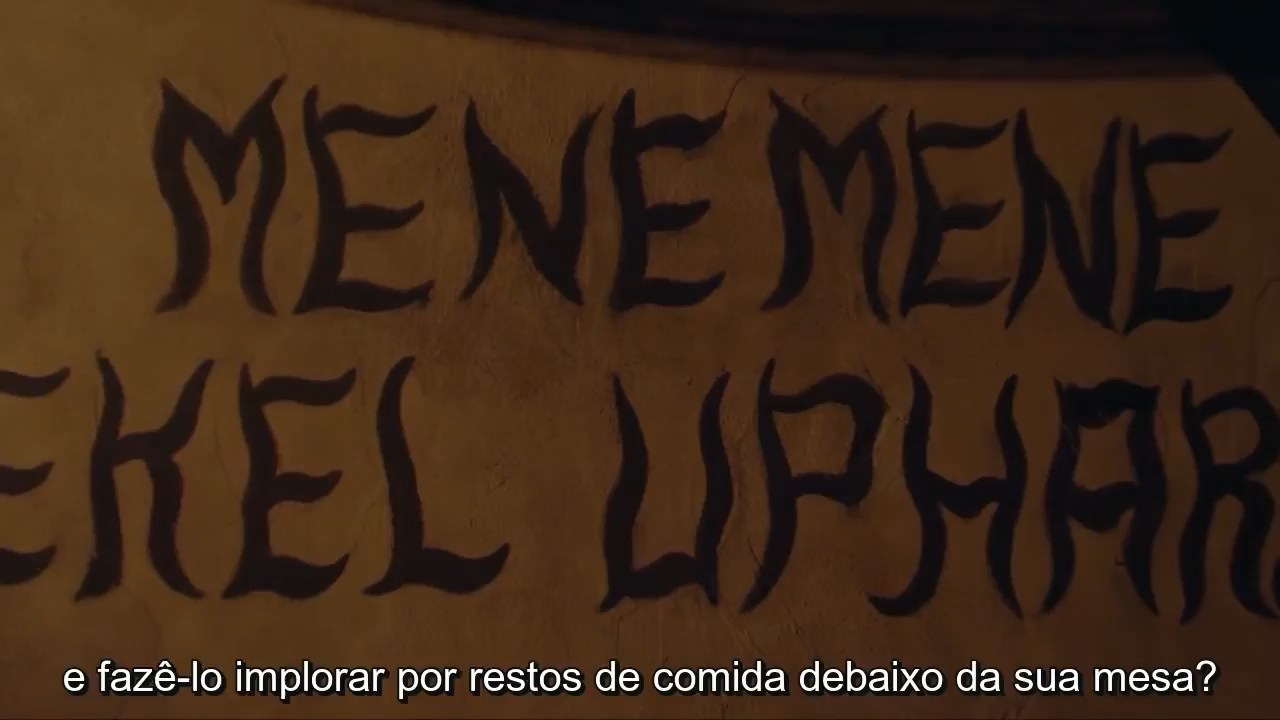 MENE MENE
EKEL UPHAR
e fazê-lo implorar por restos de comida debaixo da sua mesa?